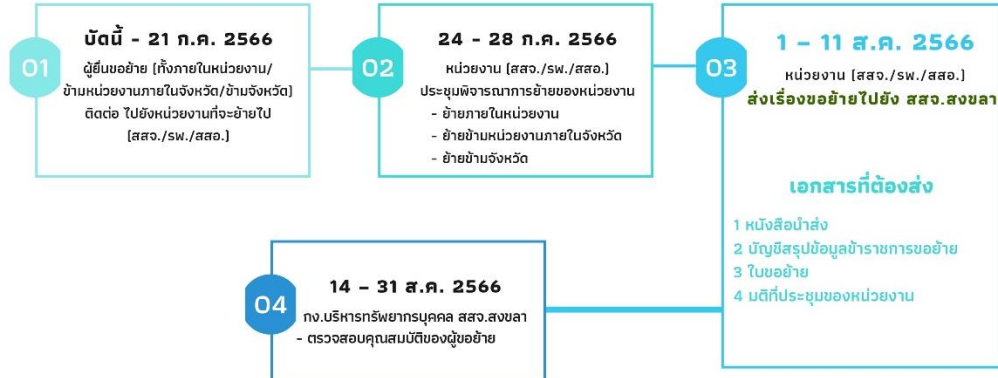 01
บัดนี้ - 21 ก.ค. 2566
ผู้ยื่นขอย้าย (ทั้งภายในหน่วยงาน/
ข้ามหน่วยงานภายในจังหวัด/ข้ามจังหวัด)
ติดต่อ ไปยังหน่วยงานที่จะย้ายไป
(สสจ./รพ./สสอ.)
02
24 - 28 ก.ค. 2566
หน่วยงาน (สสจ./รพ./สสอ.)
ประชุมพิจารณาการย้ายของหน่วยงาน
- ย้ายภายในหน่วยงาน
- ย้ายข้ามหน่วยงานภายในจังหวัด
- ย้ายข้ามจังหวัด
03
1 – 11 ส.ค. 2566
หน่วยงาน (สสจ./รพ./สสอ.)
ส่งเรื่องขอย้ายไปยัง สสจ.สงขลา
เอกสารที่ต้องส่ง
1 หนังสือนำส่ง
2 บัญชีสรุปข้อมูลข้าราชการขอย้าย
3 ใบขอย้าย
4 มติที่ประชุมของหน่วยงาน
04
14 – 31 ส.ค. 2566
กง.บริหารทรัพยากรบุคคล สสจ.สงขลา
- ตรวจสอบคุณสมบัติของผู้ขอย้าย